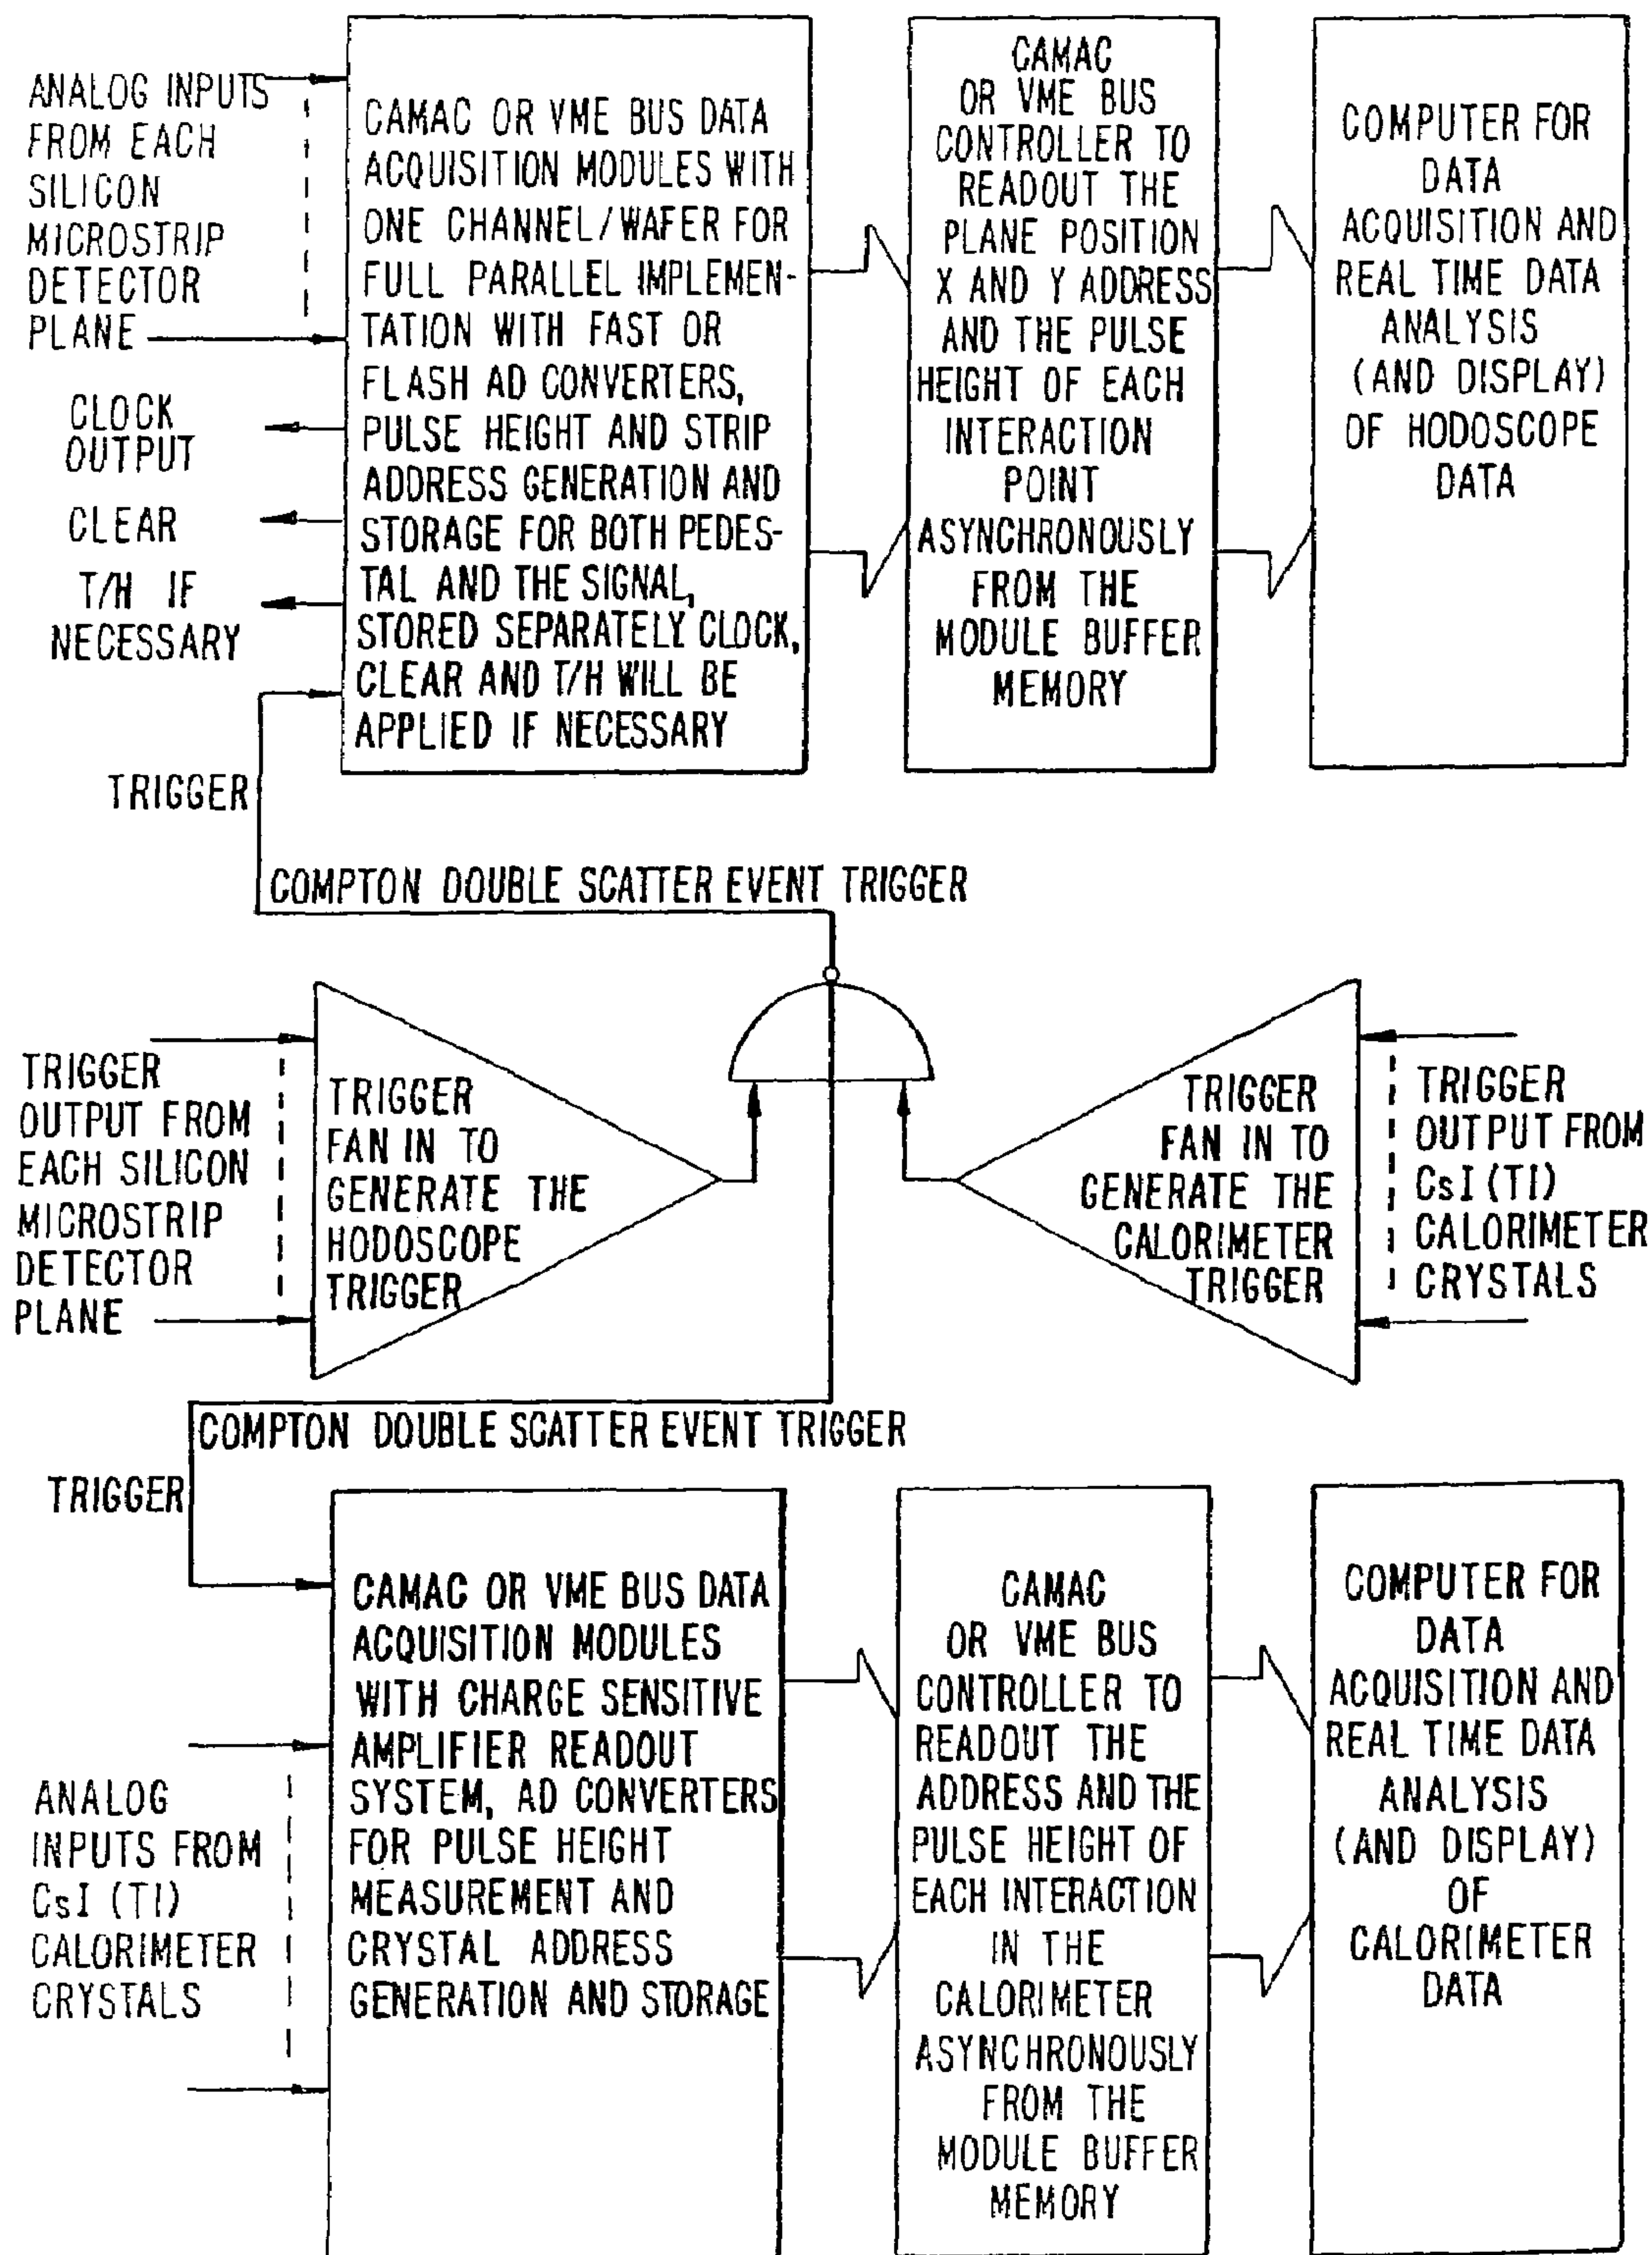 ANALOG INPUTS
FROM EACH
SILICON
MICROSTRIP
DETECTOR
PLANE
CLOCK
OUTPUT
CLEAR
T/H IF
NECESSARY
TRIGGER
CAMAC OR VME BUS DATA
ACQUISITION MODULES WITH
ONE CHANNEL/WAFER FOR
FULL PARALLEL IMPLEMEN-
TATION WITH FAST OR
FLASH AD CONVERTERS,
PULSE HEIGHT AND STRIP
ADDRESS GENERATION AND
STORAGE FOR BOTH PEDES-
TAL AND THE SIGNAL,
STORED SEPARATELY CLOCK,
CLEAR AND T/H WILL BE
APPLIED IF NECESSARY
CAMAC
OR VME BUS
CONTROLLER TO
READOUT THE
PLANE POSITION
X AND Y ADDRESS
AND THE PULSE
HEIGHT OF EACH
INTERACTION
POINT
ASYNCHRONOUSLY
FROM THE
MODULE BUFFER
MEMORY
COMPUTER FOR
DATA
ACQUISITION AND
REAL TIME DATA
ANALYSIS
(AND DISPLAY)
OF HODOSCOPE
DATA
COMPTON DOUBLE SCATTER EVENT TRIGGER
TRIGGER
OUTPUT FROM
EACH SILICON
MICROSTRIP
DETECTOR
PLANE
TRIGGER
FAN IN TO
GENERATE THE
HODOSCOPE
TRIGGER
TRIGGER
FAN IN TO
GENERATE THE
CALORIMETER
TRIGGER
TRIGGER
OUTPUT FROM
CsI (Tl)
CALORIMETER
CRYSTALS
COMPTON DOUBLE SCATTER EVENT TRIGGER
TRIGGER
ANALOG
INPUTS FROM
CsI (Tl)
CALORIMETER
CRYSTALS
CAMAC OR VME BUS DATA
ACQUISITION MODULES
WITH CHARGE SENSITIVE
AMPLIFIER READOUT
SYSTEM, AD CONVERTERS
FOR PULSE HEIGHT
MEASUREMENT AND
CRYSTAL ADDRESS
GENERATION AND STORAGE
CAMAC
OR VME BUS
CONTROLLER TO
READOUT THE
ADDRESS AND THE
PULSE HEIGHT OF
EACH INTERACTION
IN THE
CALORIMETER
ASYNCHRONOUSLY
FROM THE
MODULE BUFFER
MEMORY
COMPUTER FOR
DATA
ACQUISITION AND
REAL TIME DATA
ANALYSIS
(AND DISPLAY)
OF
CALORIMETER
DATA